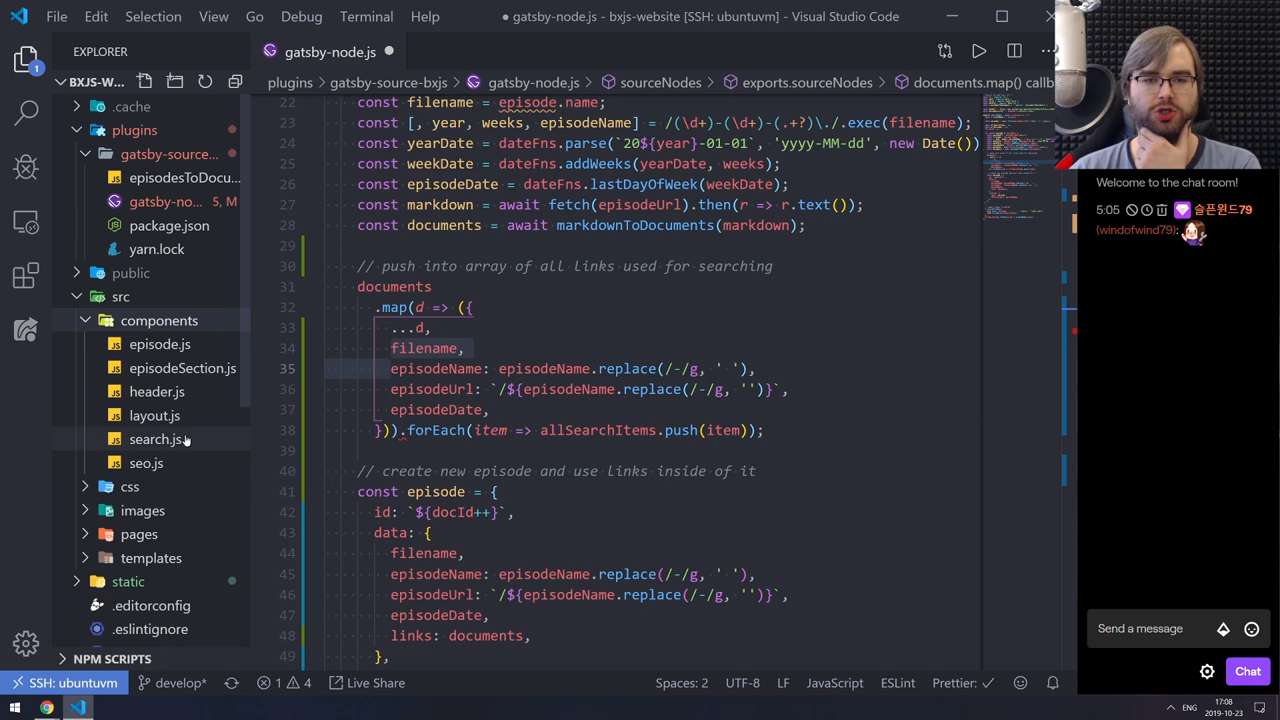 File Edit Selection View Go Debug Terminal Help
● gatsby-node.js - bxjs-website [SSH: ubuntuvm] - Visual Studio Code
EXPLORER
BXJS-W...
.cache
plugins
gatsby-source...
episodesToDocu...
gatsby-no... 5, M
package.json
yarn.lock
public
src
components
episode.js
episodeSection.js
header.js
layout.js
search.js
seo.js
css
images
pages
templates
static
.editorconfig
.eslintignore
NPM SCRIPTS
1
gatsby-node.js
plugins > gatsby-source-bxjs > gatsby-node.js > sourceNodes > exports.sourceNodes > documents.map() callb
22 const filename = episode.name;
23 const [, year, weeks, episodeName] = /(\d+)-(\d+)-(.+?)\./.exec(filename);
24 const yearDate = dateFns.parse(`20${year}-01-01`, 'yyyy-MM-dd', new Date())
25 const weekDate = dateFns.addWeeks(yearDate, weeks);
26 const episodeDate = dateFns.lastDayOfWeek(weekDate);
27 const markdown = await fetch(episodeUrl).then(r => r.text());
28 const documents = await markdownToDocuments(markdown);
29
30 // push into array of all links used for searching
31 documents
32 .map(d => ({
33 ...d,
34 filename,
35 episodeName: episodeName.replace(/-/g, ' '),
36 episodeUrl: `/${episodeName.replace(/-/g, '')}`,
37 episodeDate,
38 })).forEach(item => allSearchItems.push(item));
39
40 // create new episode and use links inside of it
41 const episode = {
42 id: `${docId++}`,
43 data: {
44 filename,
45 episodeName: episodeName.replace(/-/g, ' '),
46 episodeUrl: `/${episodeName.replace(/-/g, '')}`,
47 episodeDate,
48 links: documents,
49 },
Welcome to the chat room!
5:05 슬픈윈드79
(windofwind79):
Send a message
Chat
SSH: ubuntuvm develop* 1 4 Live Share Spaces: 2 UTF-8 LF JavaScript ESLint Prettier: ✓
ENG 17:08
2019-10-23